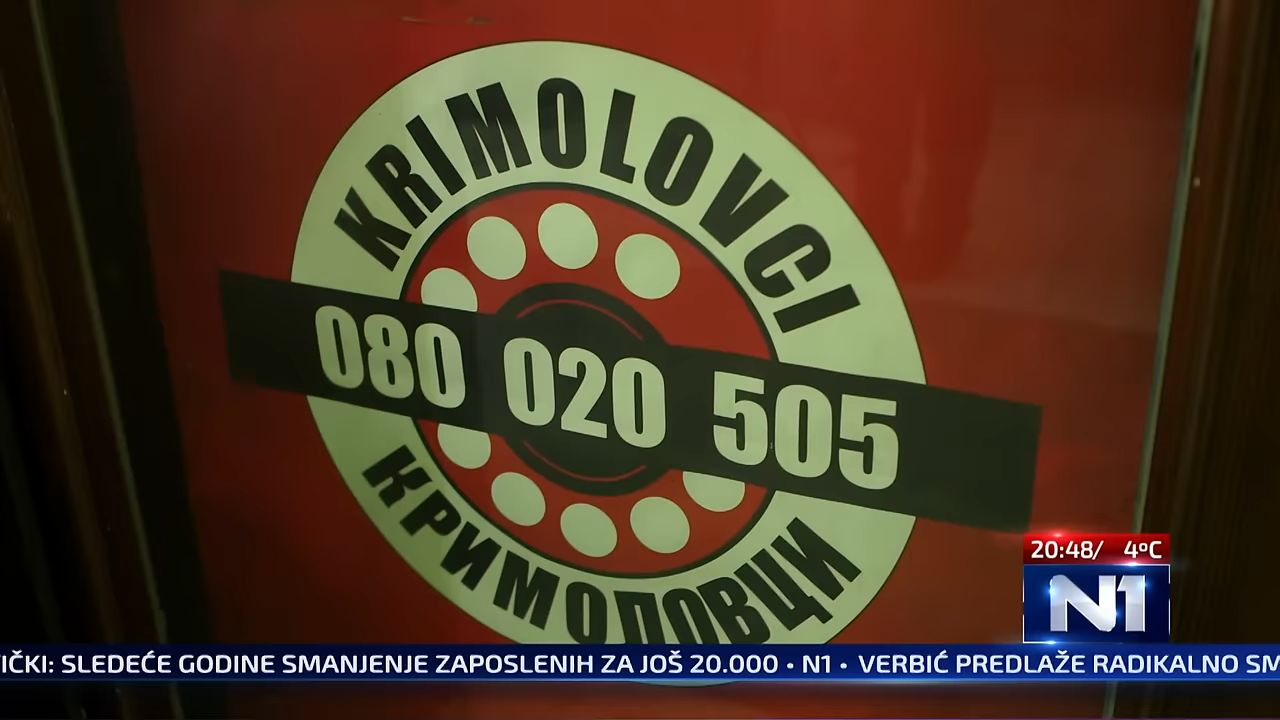 KRIMOLOVCI
080 020 505
КРИМОЛОВЦИ
20:48/ 4ºC
N1
IČKI: SLEDEĆE GODINE SMANJENJE ZAPOSLENIH ZA JOŠ 20.000 • N1 • VERBIĆ PREDLAŽE RADIKALNO SM